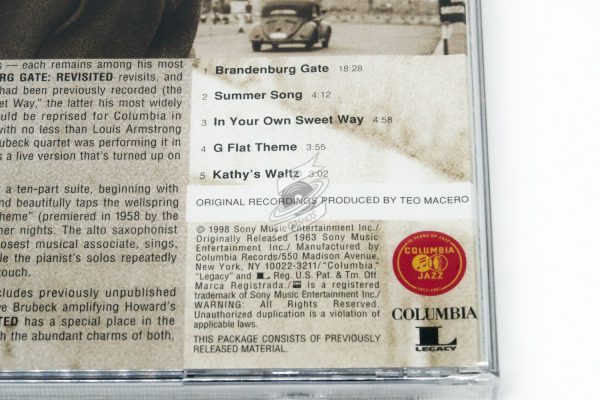 s — each remains among his most
URG GATE: REVISITED revisits, and
had been previously recorded (the
et Way," the latter his most widely
uld be reprised for Columbia in
with no less than Louis Armstrong
rubeck quartet was performing it in
s a live version that's turned up on
a ten-part suite, beginning with
nd beautifully taps the wellspring
heme" (premiered in 1958 by the
her nights. The alto saxophonist
osest musical associate, sings,
le the pianist's solos repeatedly
touch.
cludes previously unpublished
ve Brubeck amplifying Howard's
TED has a special place in the
h the abundant charms of both,
1 Brandenburg Gate 18:28
2 Summer Song 4:12
3 In Your Own Sweet Way 4:58
4 G Flat Theme 3:55
5 Kathy's Waltz 3:02
ORIGINAL RECORDINGS PRODUCED BY TEO MACERO
© 1998 Sony Music Entertainment Inc./
Originally Released 1963 Sony Music
Entertainment Inc./ Manufactured by
Columbia Records/550 Madison Avenue,
New York, NY 10022-3211/"Columbia,"
"Legacy" and L Reg. U.S. Pat. & Tm. Off.
Marca Registrada./ is a registered
trademark of Sony Music Entertainment Inc./
WARNING: All Rights Reserved.
Unauthorized duplication is a violation of
applicable laws.
THIS PACKAGE CONSISTS OF PREVIOUSLY
RELEASED MATERIAL.
COLUMBIA
JAZZ
COLUMBIA
L
LEGACY